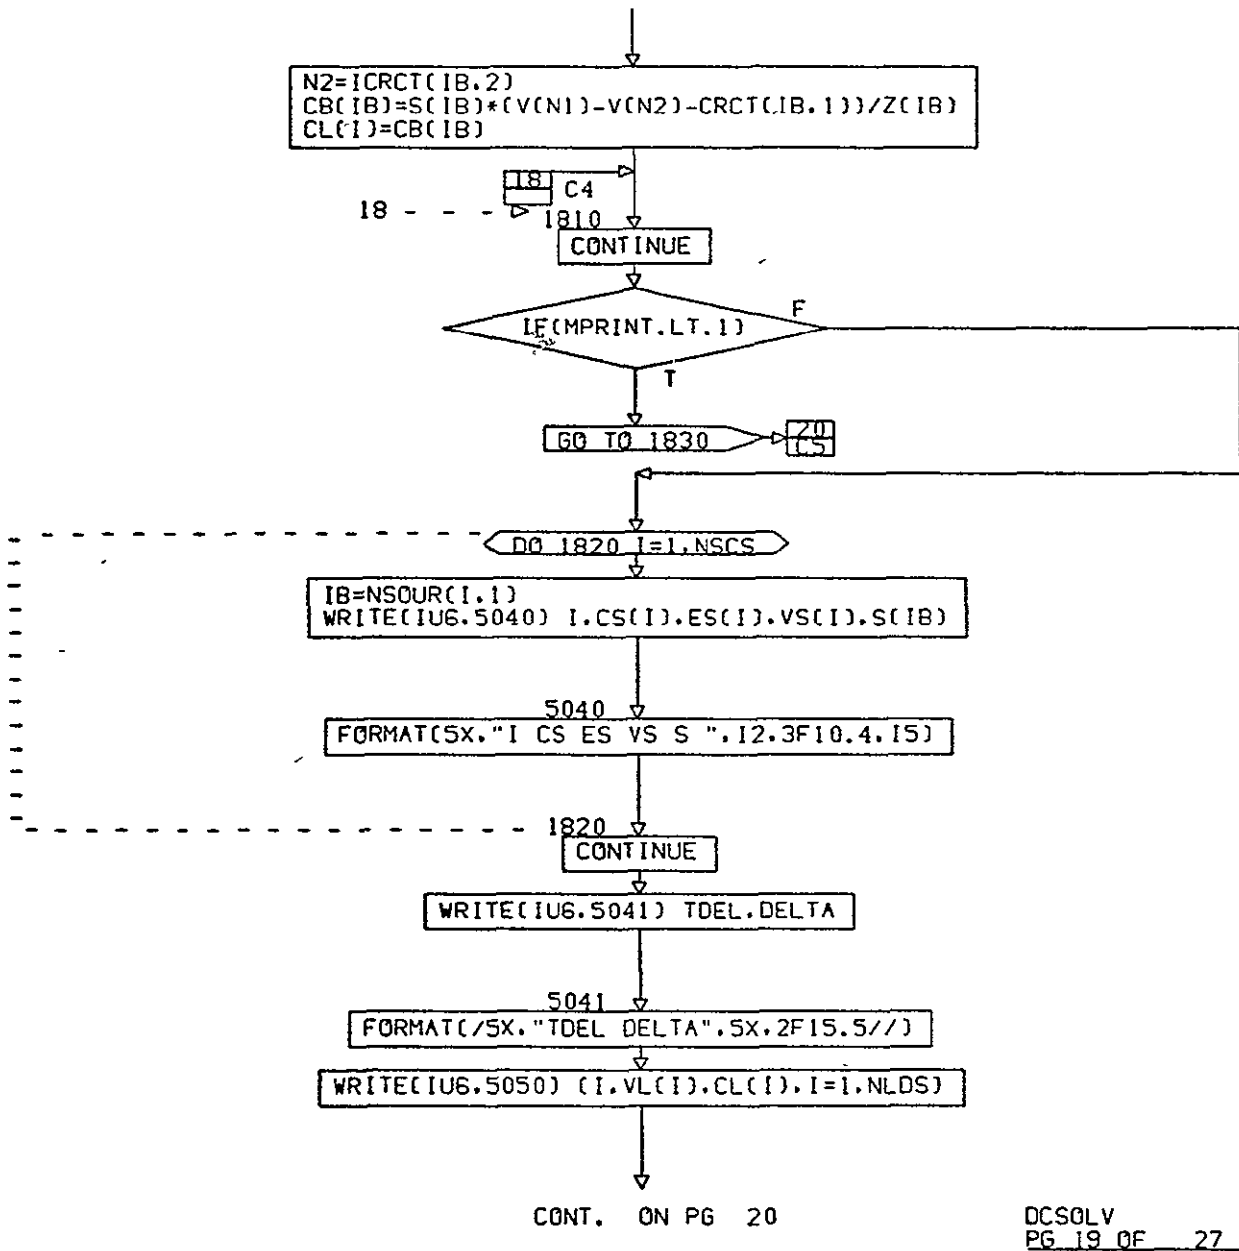 N2=ICRCT(IB.2)
CB(IB)=S(IB)*(V(N1)-V(N2)-CRCT(IB.1))/Z(IB)
CL(I)=CB(IB)
18
C4
18
1810
CONTINUE
F
IF(MPRINT.LT.1)
T
GO TO 1830
20
C5
DO 1820 I=1.NSCS
IB=NSOUR(I.1)
WRITE(IU6.5040) I.CS(I).ES(I).VS(I).S(IB)
5040
FORMAT(5X."I CS ES VS S ".I2.3F10.4.I5)
1820
CONTINUE
WRITE(IU6.5041) TDEL.DELTA
5041
FORMAT(/5X."TDEL DELTA".5X.2F15.5//)
WRITE(IU6.5050) (I.VL(I).CL(I).I=1.NLDS)
CONT. ON PG 20
DCSOLV
PG 19 OF 27